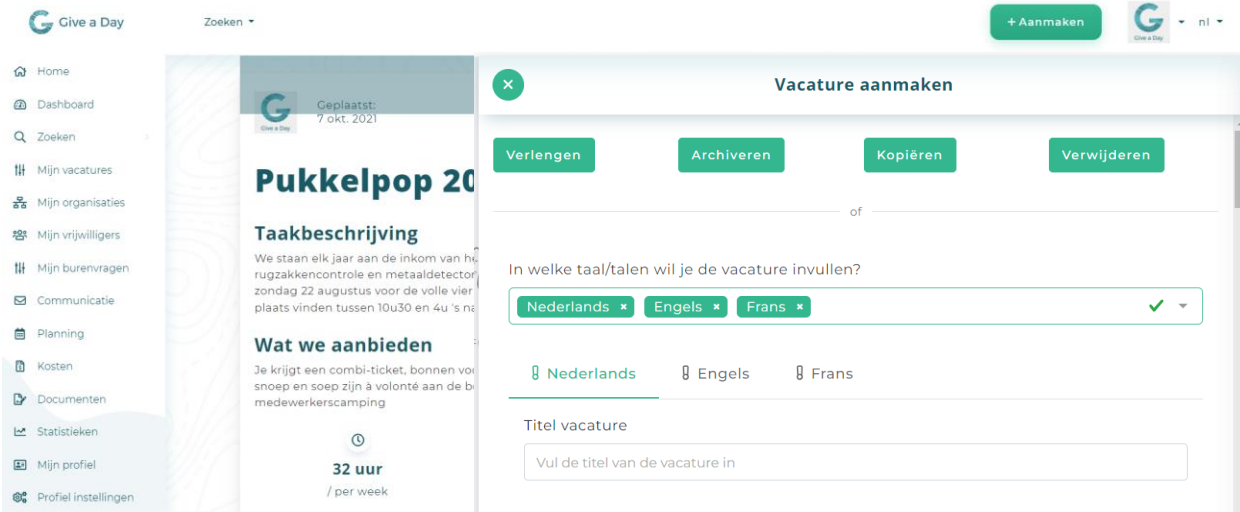 Give a Day
Zoeken
+ Aanmaken
Give a Day
nl
Home
Dashboard
Zoeken
Mijn vacatures
Mijn organisaties
Mijn vrijwilligers
Mijn burenvragen
Communicatie
Planning
Kosten
Documenten
Statistieken
Mijn profiel
Profiel instellingen
Give a Day
Geplaatst:
7 okt. 2021
Pukkelpop 20
Taakbeschrijving
We staan elk jaar aan de inkom van
rugzakkencontrole en metaaldetector
zondag 22 augustus voor de volle vier
plaats vinden tussen 10u30 en 4u 's
Wat we aanbieden
Je krijgt een combi-ticket, bonnen
snoep en soep zijn à volonté aan de
medewerkerscamping
32 uur
/ per week
Vacature aanmaken
Verlengen
Archiveren
Kopiëren
Verwijderen
of
In welke taal/talen wil je de vacature invullen?
Nederlands × Engels × Frans ×
Nederlands Engels Frans
Titel vacature
Vul de titel van de vacature in